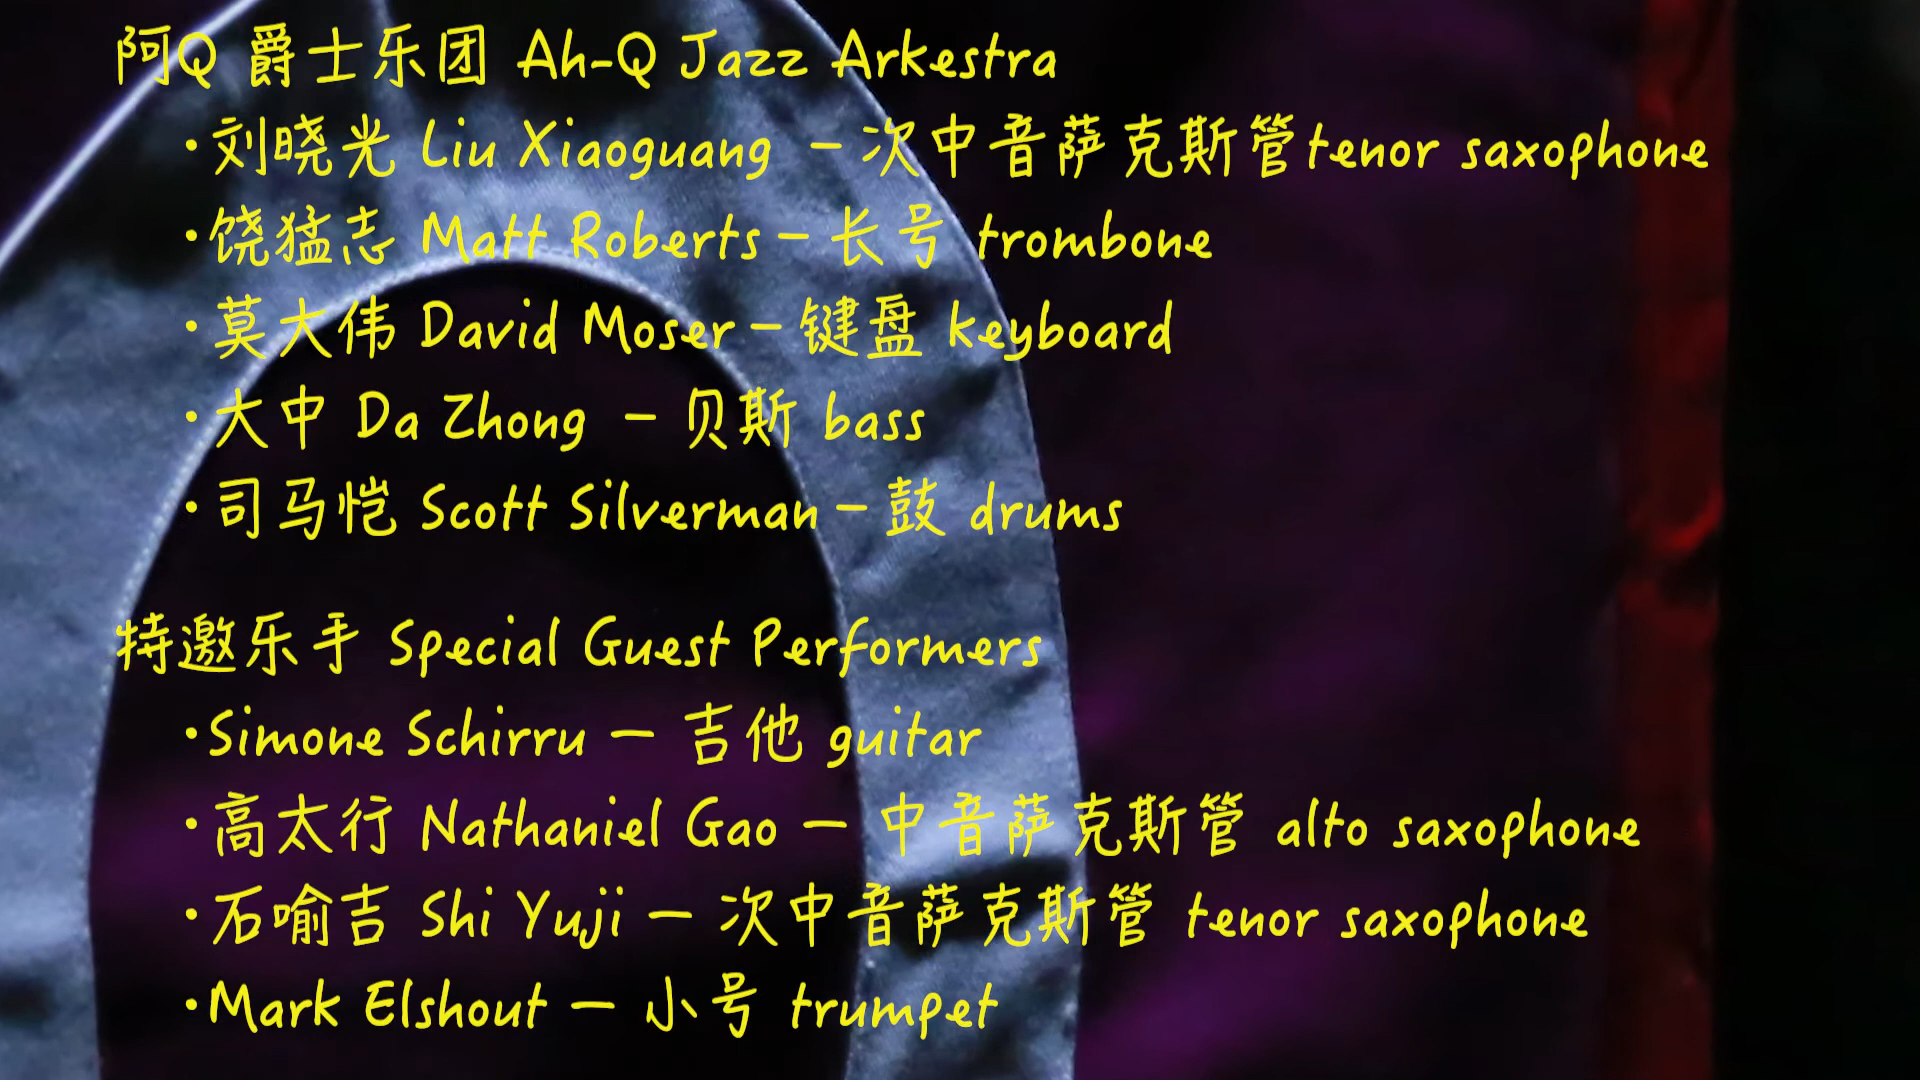 阿Q 爵士乐团 Ah-Q Jazz Arkestra
·刘晓光 Liu Xiaoguang – 次中音萨克斯管tenor saxophone
·饶猛志 Matt Roberts – 长号 trombone
·莫大伟 David Moser – 键盘 keyboard
·大中 Da Zhong – 贝斯 bass
·司马恺 Scott Silverman – 鼓 drums
特邀乐手 Special Guest Performers
·Simone Schirru — 吉他 guitar
·高太行 Nathaniel Gao — 中音萨克斯管 alto saxophone
·石喻吉 Shi Yuji — 次中音萨克斯管 tenor saxophone
·Mark Elshout — 小号 trumpet